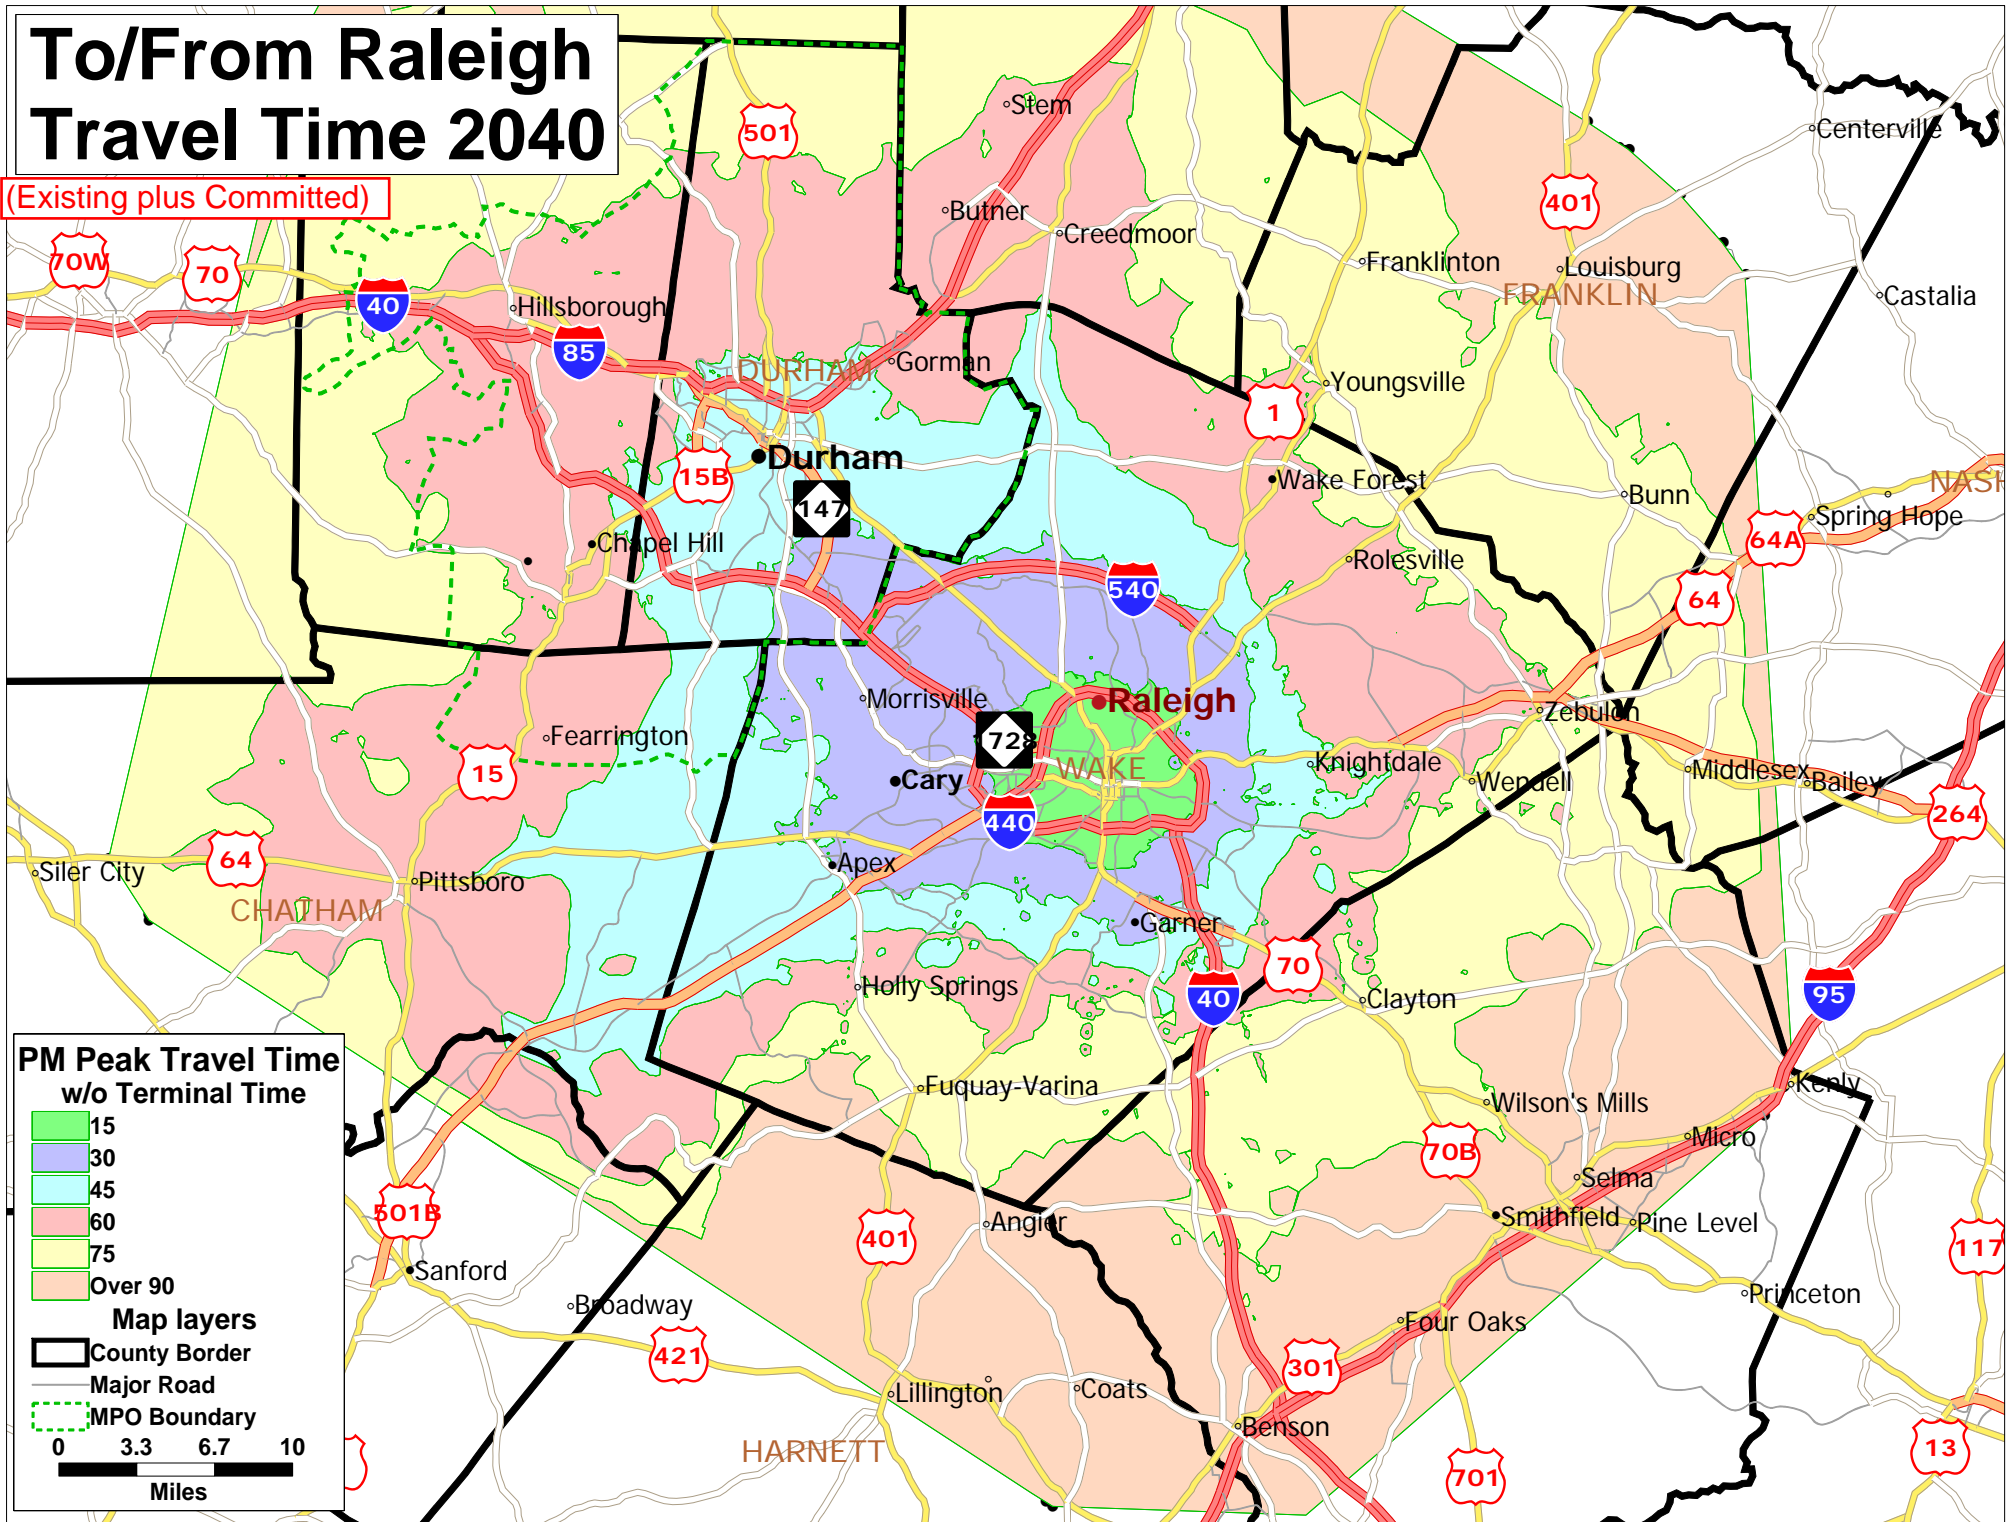 To/From Raleigh
Travel Time 2040
(Existing plus Committed)
501
Stem
Centerville
401
Butner
Creedmoor
70W
70
Franklinton
Louisburg
FRANKLIN
40
Hillsborough
Castalia
85
Gorman
DURHAM
Youngsville
1
Durham
15B
Wake Forest
NASH
147
Bunn
Spring Hope
64A
Chapel Hill
Rolesville
540
64
Morrisville
Raleigh
Zebulon
Fearrington
1728
WAKE
Knightdale
15
Cary
Wendell
Middlesex
Bailey
440
264
64
Siler City
Apex
Pittsboro
CHATHAM
Garner
70
Holly Springs
40
Clayton
95
Fuquay-Varina
Kenly
Wilson's Mills
Micro
70B
Selma
501B
Angier
Smithfield
Pine Level
401
117
Sanford
Broadway
Princeton
Four Oaks
421
301
Lillington
Coats
Benson
HARNETT
701
13
PM Peak Travel Time
w/o Terminal Time
15
30
45
60
75
Over 90
Map layers
County Border
Major Road
MPO Boundary
0 3.3 6.7 10
Miles